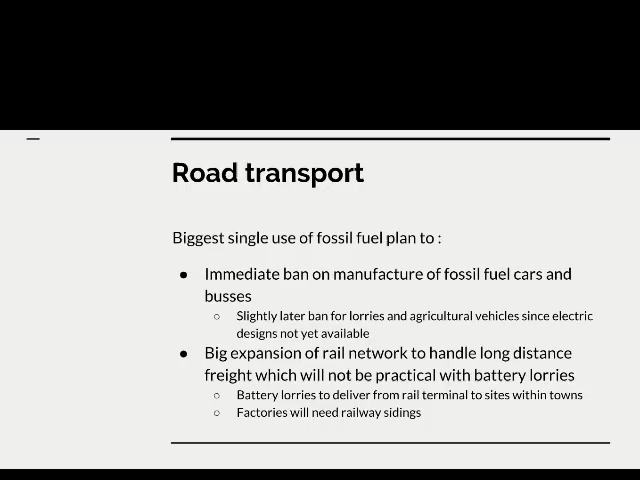 Road transport
Biggest single use of fossil fuel plan to :
● Immediate ban on manufacture of fossil fuel cars and
busses
○ Slightly later ban for lorries and agricultural vehicles since electric
designs not yet available
● Big expansion of rail network to handle long distance
freight which will not be practical with battery lorries
○ Battery lorries to deliver from rail terminal to sites within towns
○ Factories will need railway sidings